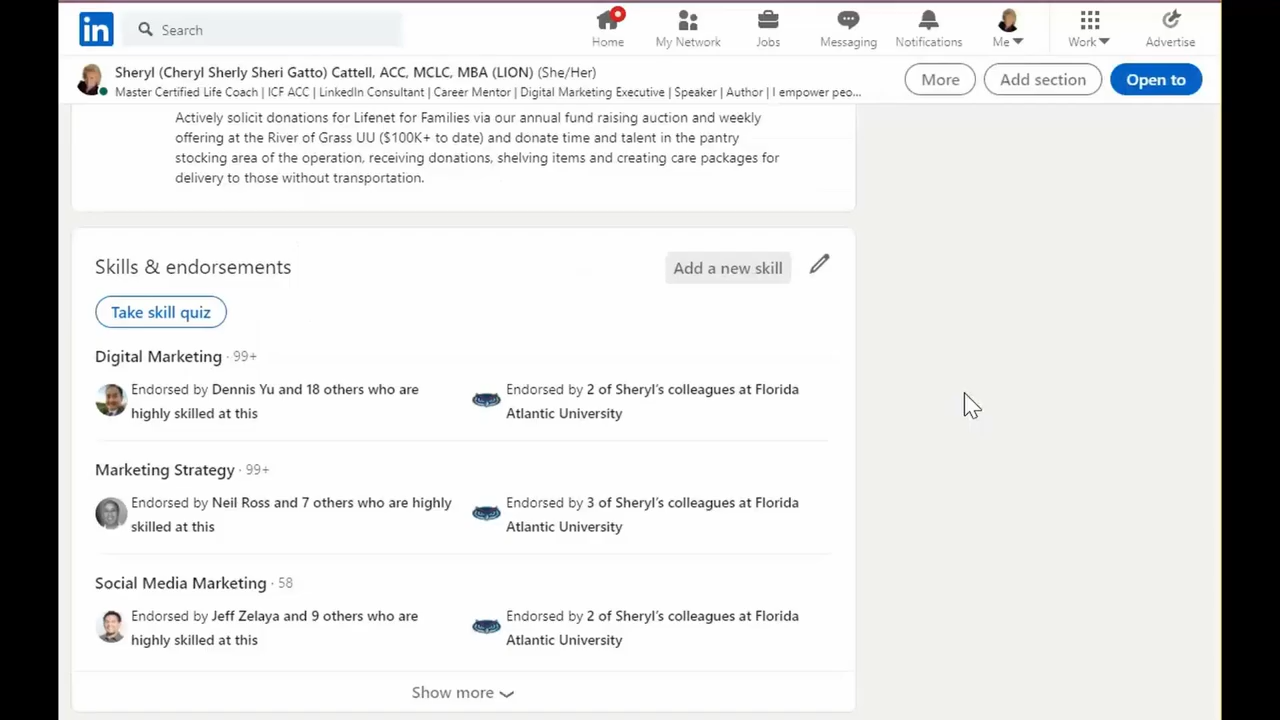 in
Search
Home
My Network
Jobs
Messaging
Notifications
Me
Work
Advertise
Sheryl (Cheryl Sherly Sheri Gatto) Cattell, ACC, MCLC, MBA (LION) (She/Her)
Master Certified Life Coach | ICF ACC | LinkedIn Consultant | Career Mentor | Digital Marketing Executive | Speaker | Author | I empower peo...
More
Add section
Open to
Actively solicit donations for Lifenet for Families via our annual fund raising auction and weekly
offering at the River of Grass UU ($100K+ to date) and donate time and talent in the pantry
stocking area of the operation, receiving donations, shelving items and creating care packages for
delivery to those without transportation.
Skills & endorsements
Add a new skill
Take skill quiz
Digital Marketing · 99+
Endorsed by Dennis Yu and 18 others who are
highly skilled at this
Endorsed by 2 of Sheryl's colleagues at Florida
Atlantic University
Marketing Strategy · 99+
Endorsed by Neil Ross and 7 others who are highly
skilled at this
Endorsed by 3 of Sheryl's colleagues at Florida
Atlantic University
Social Media Marketing · 58
Endorsed by Jeff Zelaya and 9 others who are
highly skilled at this
Endorsed by 2 of Sheryl's colleagues at Florida
Atlantic University
Show more